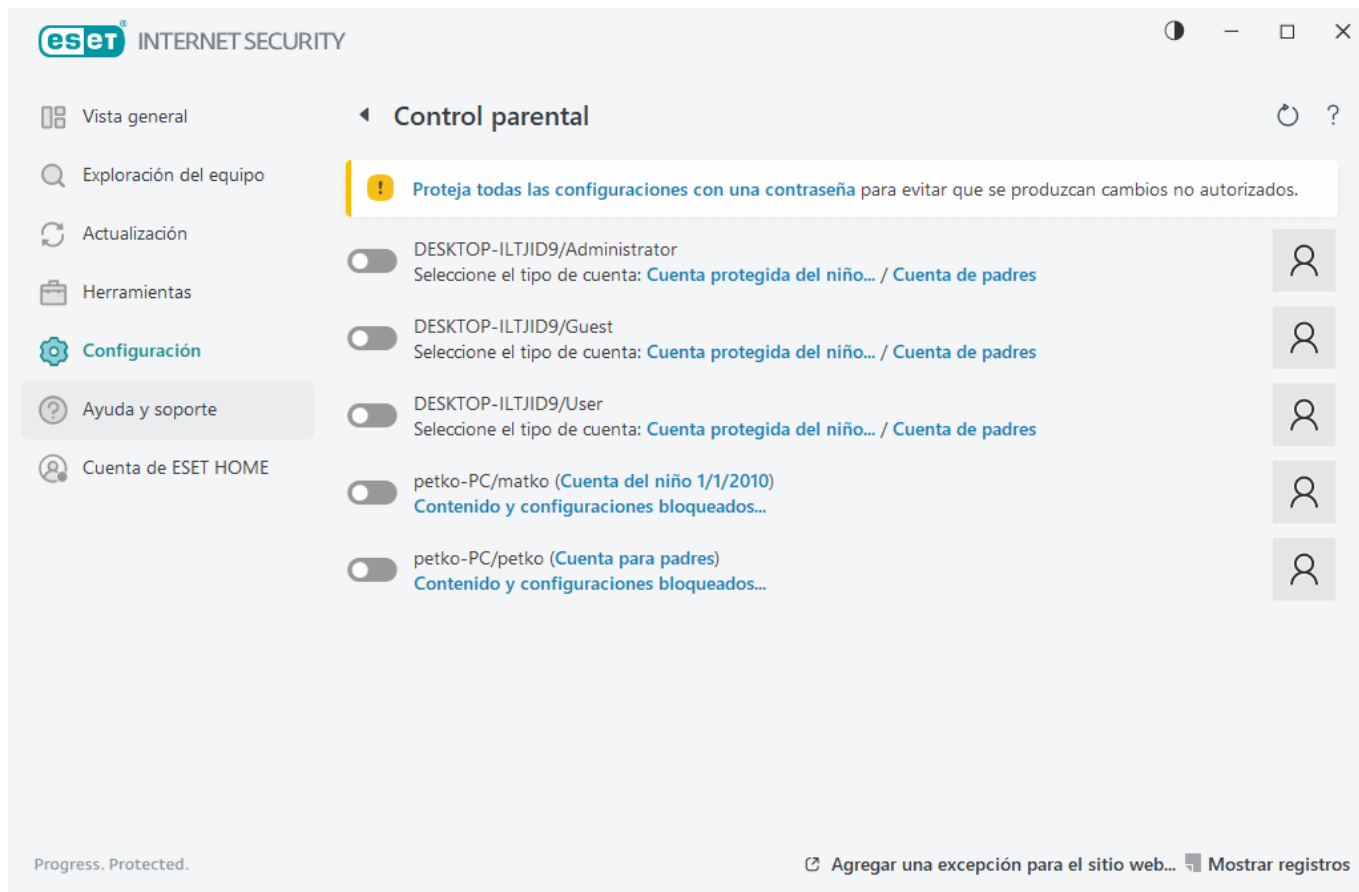 eset® INTERNET SECURITY
Vista general
Exploración del equipo
Actualización
Herramientas
Configuración
Ayuda y soporte
Cuenta de ESET HOME
Control parental
?
! Proteja todas las configuraciones con una contraseña para evitar que se produzcan cambios no autorizados.
DESKTOP-ILTJID9/Administrator
Seleccione el tipo de cuenta: Cuenta protegida del niño... / Cuenta de padres
DESKTOP-ILTJID9/Guest
Seleccione el tipo de cuenta: Cuenta protegida del niño... / Cuenta de padres
DESKTOP-ILTJID9/User
Seleccione el tipo de cuenta: Cuenta protegida del niño... / Cuenta de padres
petko-PC/matko (Cuenta del niño 1/1/2010)
Contenido y configuraciones bloqueados...
petko-PC/petko (Cuenta para padres)
Contenido y configuraciones bloqueados...
Progress. Protected.
Agregar una excepción para el sitio web... Mostrar registros